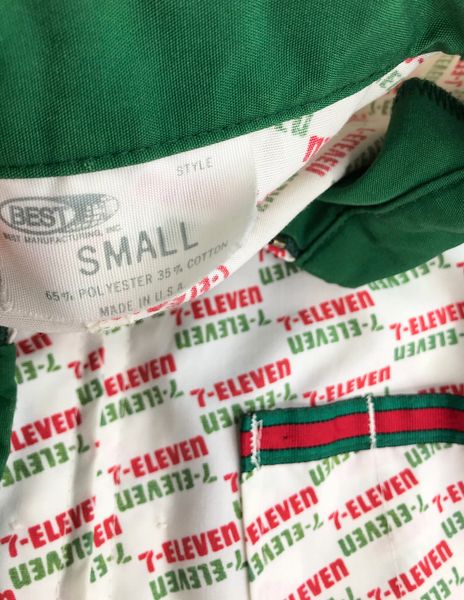 STYLE
BEST
BEST MANUFACTURING, INC.
SMALL
65% POLYESTER 35% COTTON
MADE IN U.S.A.
7-ELEVEN
7-ELEVEN
7-ELEVEN
7-ELEVEN
7-ELEVEN
7-ELEVEN
7-ELEVEN
7-ELEVEN
7-ELEVEN
7-ELEVEN
7-ELEVEN
7-ELEVEN